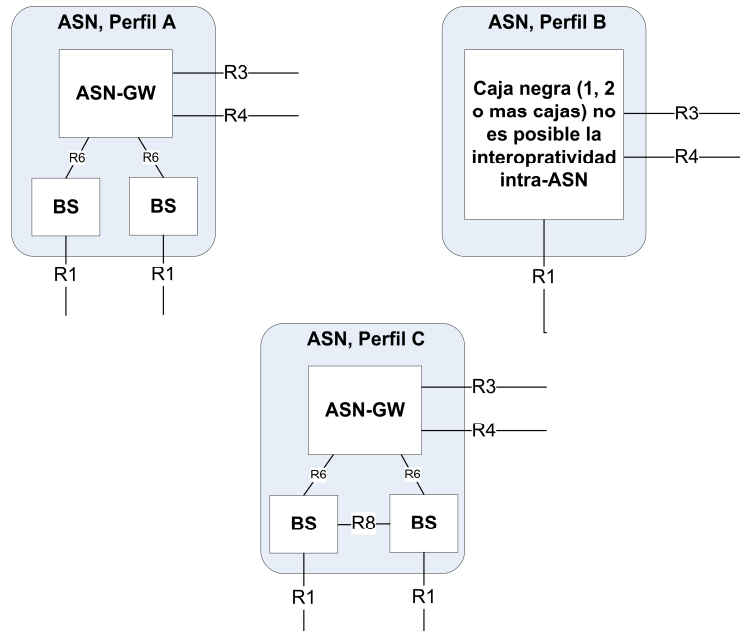 ASN, Perfil A
ASN-GW
R3
R4
R6
R6
BS
BS
R1
R1
ASN, Perfil B
Caja negra (1, 2
o mas cajas) no
es posible la
interopratividad
intra-ASN
R3
R4
R1
ASN, Perfil C
ASN-GW
R3
R4
R6
R6
BS
R8
BS
R1
R1